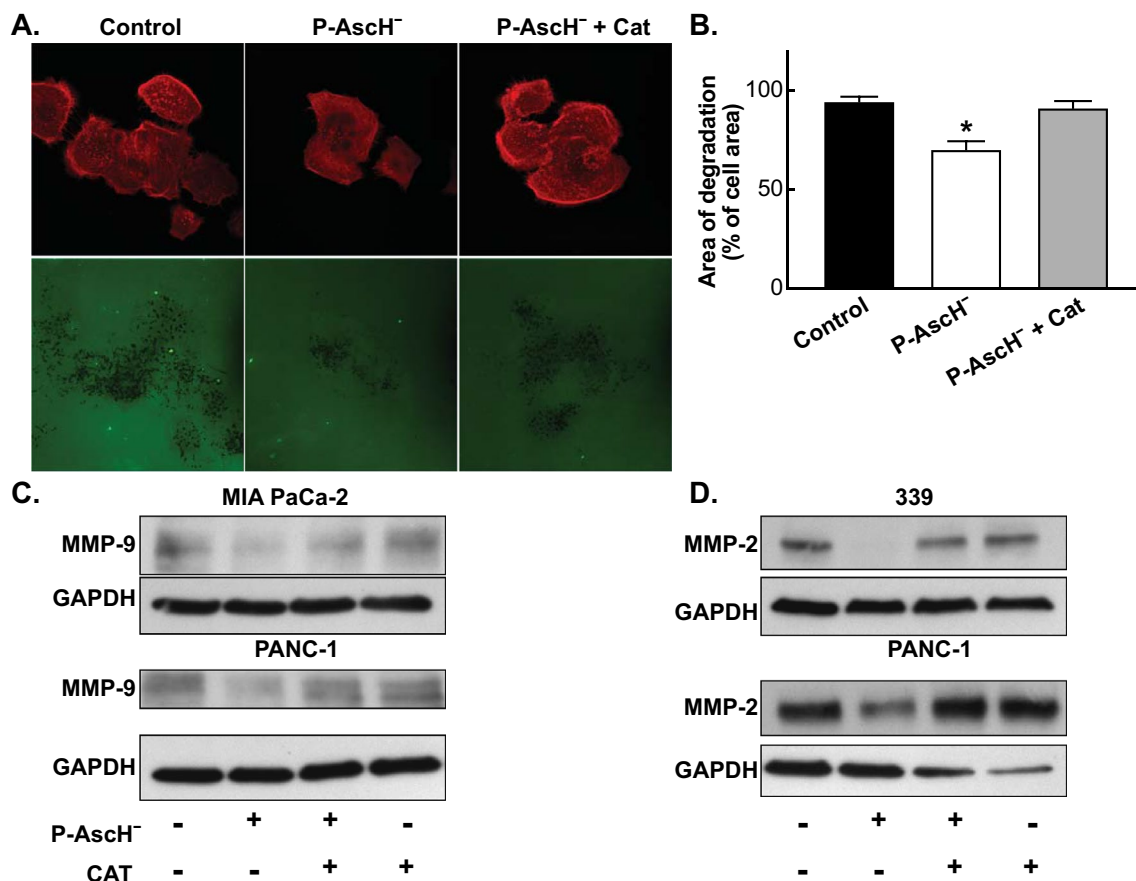 A.
Control
P-AscH⁻
P-AscH⁻ + Cat
B.
Area of degradation
(% of cell area)
100
50
0
*
Control
P-AscH⁻
P-AscH⁻ + Cat
C.
MIA PaCa-2
MMP-9
GAPDH
PANC-1
MMP-9
GAPDH
P-AscH⁻ - + + -
CAT - - + +
D.
339
MMP-2
GAPDH
PANC-1
MMP-2
GAPDH
- + + -
- - + +